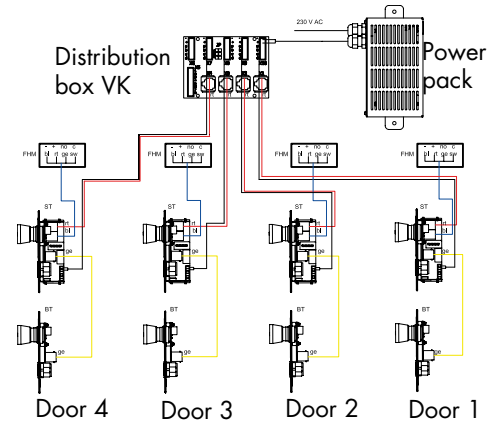 230 V AC
Distribution
box VK
Power
pack
- + no c
bl rt ge sw
FHM
- + no c
bl rt ge sw
FHM
- + no c
bl rt ge sw
FHM
- + no c
bl rt ge sw
FHM
ST
rt
bl
ge
ST
rt
bl
ge
ST
rt
bl
ge
ST
rt
bl
ge
BT
ge
BT
ge
BT
ge
BT
ge
Door 4
Door 3
Door 2
Door 1